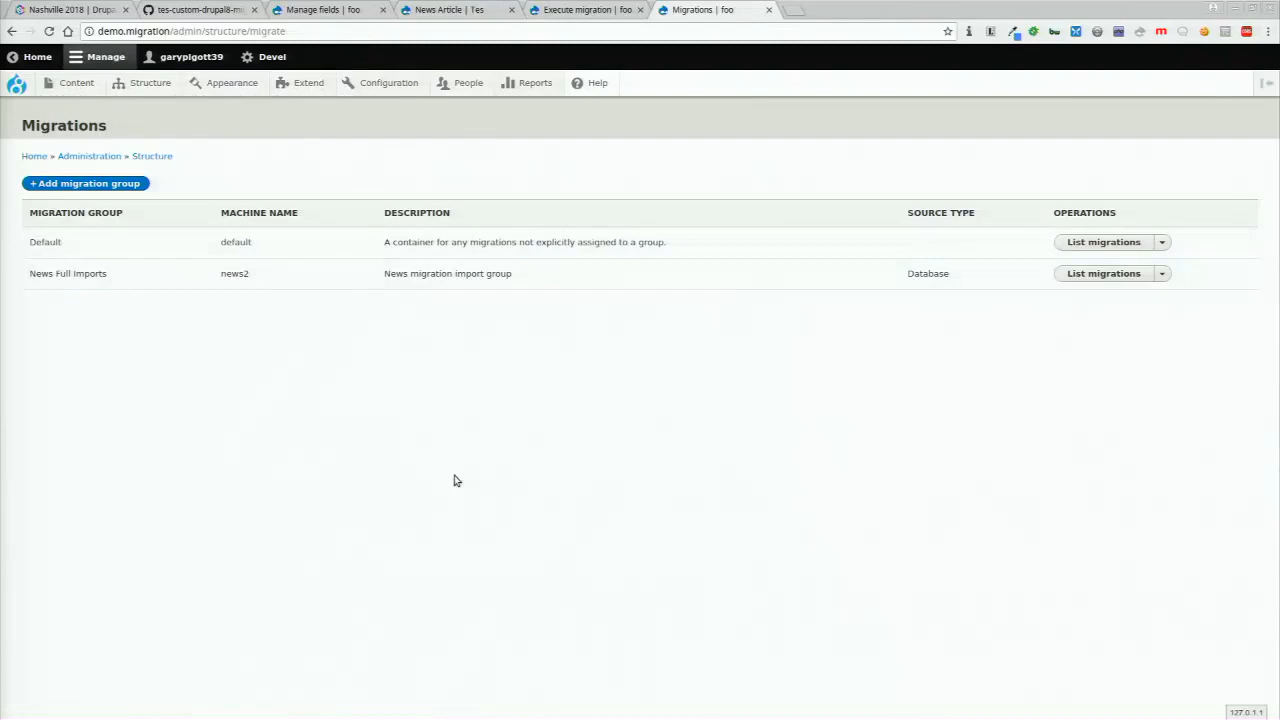 Nashville 2018 | Drupa
tes-custom-drupal8-mig
Manage fields | foo
News Article | Tes
Execute migration | foo
Migrations | foo
demo.migration/admin/structure/migrate
Home
Manage
garypigott39
Devel
Content
Structure
Appearance
Extend
Configuration
People
Reports
Help
Migrations
Home » Administration » Structure
+ Add migration group
MIGRATION GROUP MACHINE NAME DESCRIPTION SOURCE TYPE OPERATIONS
Default default A container for any migrations not explicitly assigned to a group. List migrations
News Full Imports news2 News migration import group Database List migrations
127.0.1.1